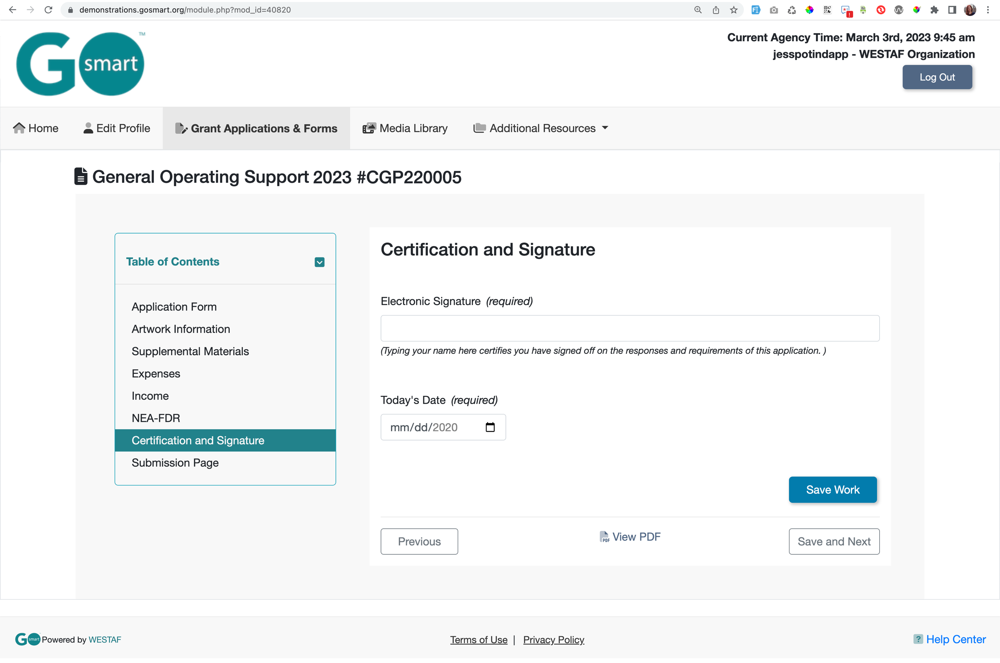 demonstrations.gosmart.org/module.php?mod_id=40820
GO smart ™
Current Agency Time: March 3rd, 2023 9:45 am
jesspotindapp - WESTAF Organization
Log Out
Home
Edit Profile
Grant Applications & Forms
Media Library
Additional Resources
General Operating Support 2023 #CGP220005
Table of Contents
Application Form
Artwork Information
Supplemental Materials
Expenses
Income
NEA-FDR
Certification and Signature
Submission Page
Certification and Signature
Electronic Signature (required)
(Typing your name here certifies you have signed off on the responses and requirements of this application. )
Today's Date (required)
mm/dd/2020
Save Work
Previous
PDF View PDF
Save and Next
GO smart Powered by WESTAF
Terms of Use | Privacy Policy
? Help Center